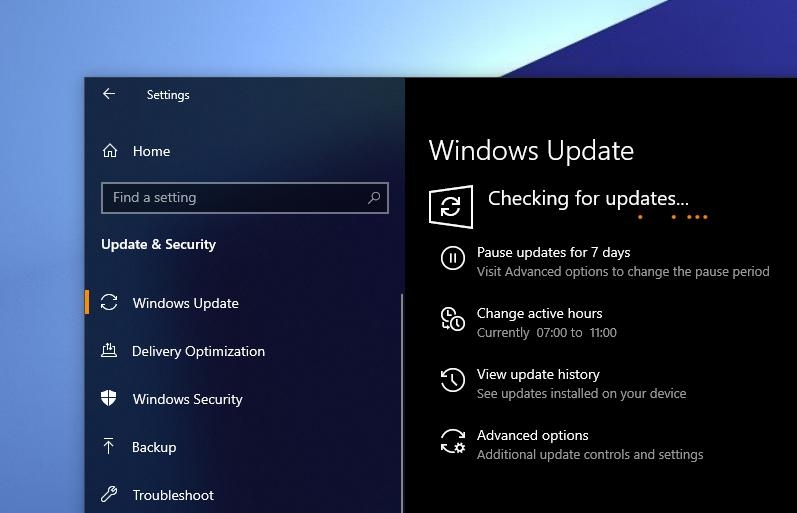 Settings
Home
Find a setting
Update & Security
Windows Update
Delivery Optimization
Windows Security
Backup
Troubleshoot
Windows Update
Checking for updates...
Pause updates for 7 days
Visit Advanced options to change the pause period
Change active hours
Currently 07:00 to 11:00
View update history
See updates installed on your device
Advanced options
Additional update controls and settings